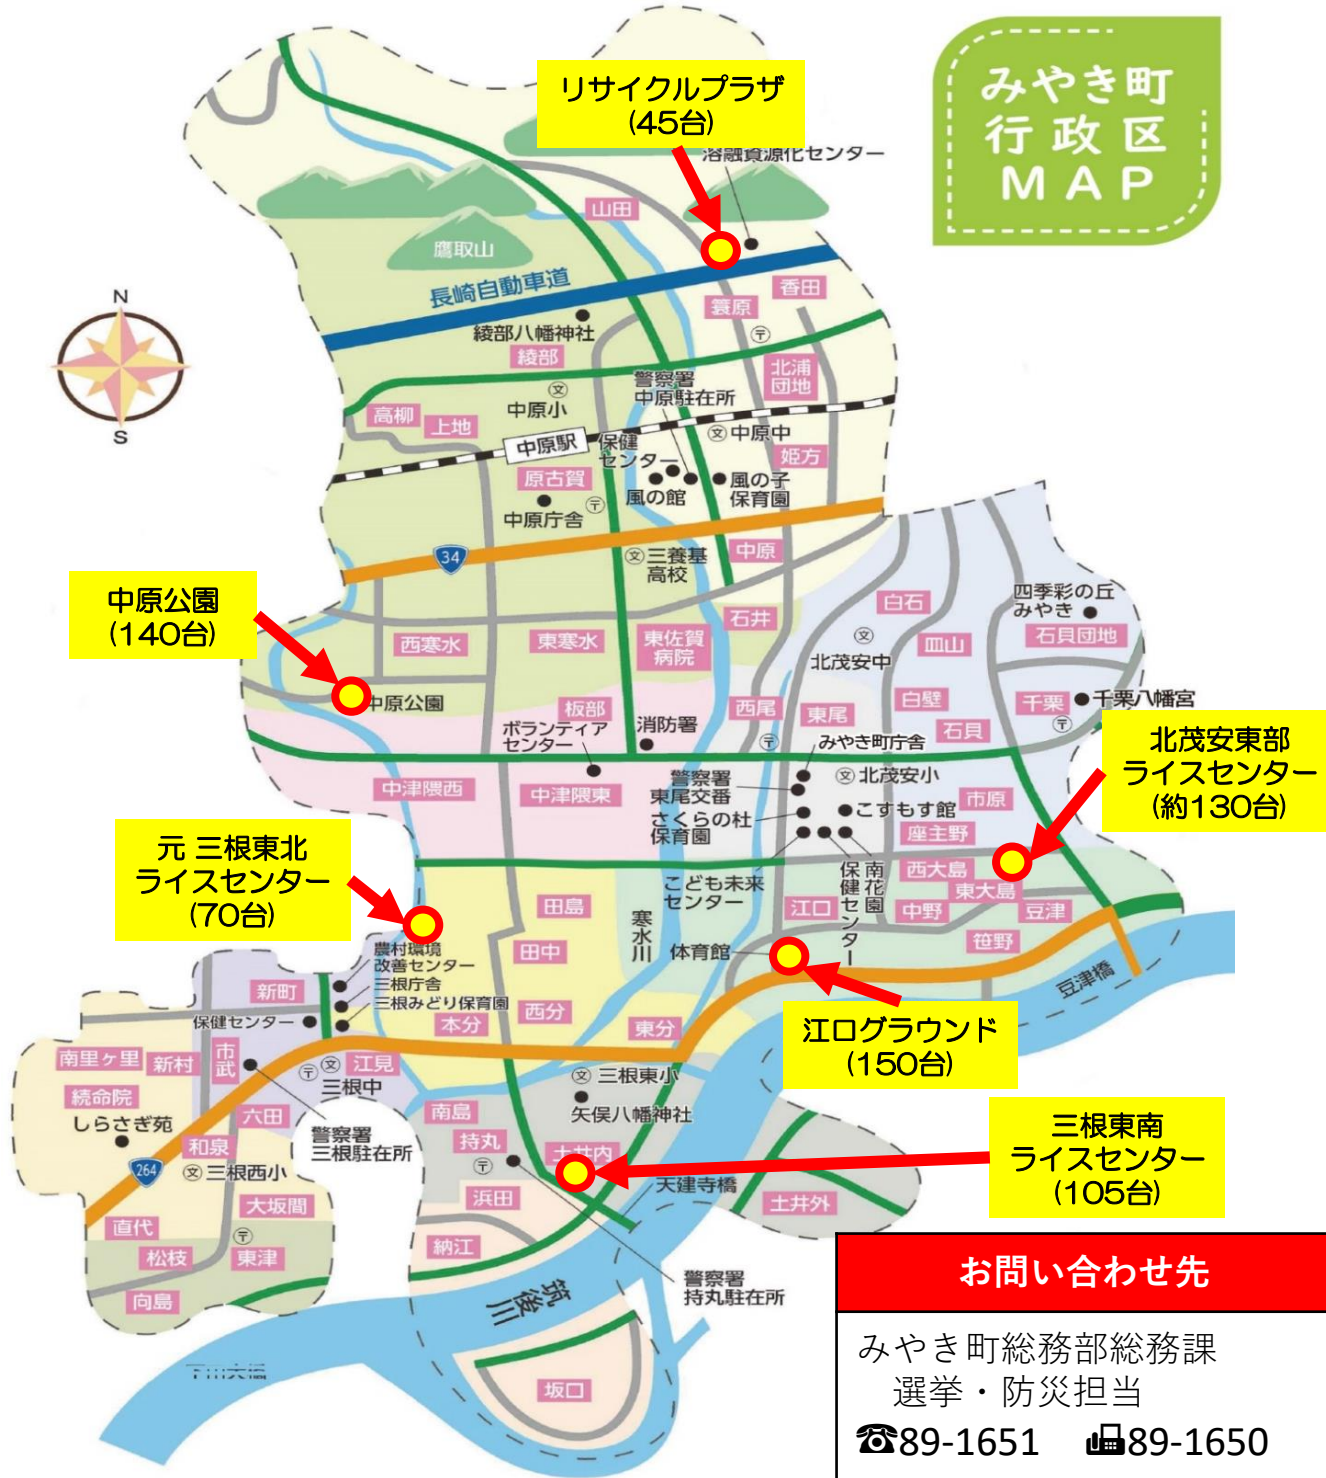 みやき町
行政区
MAP
リサイクルプラザ
(45台)
溶融資源化センター
山田
鷹取山
長崎自動車道
香田
簑原
〒
綾部八幡神社
綾部
N
S
北浦
団地
警察署
中原駐在所
文
中原小
高柳
上地
中原駅
文中原中
保健
センター
姫方
原古賀
風の館
風の子
保育園
〒
中原庁舎
34
文三養基
高校
中原
中原公園
(140台)
四季彩の丘
みやき
白石
石井
石貝団地
文
北茂安中
皿山
西寒水
東寒水
東佐賀
病院
中原公園
白壁
千栗
千栗八幡宮
〒
板部
西尾
東尾
石貝
ボランティア
センター
消防署
〒
みやき町庁舎
北茂安東部
ライスセンター
(約130台)
中津隈西
中津隈東
警察署
東尾交番
文北茂安小
市原
さくらの杜
保育園
こすもす館
座主野
元 三根東北
ライスセンター
(70台)
西大島
東大島
こども未来
センター
保健センター
南花園
田島
江口
中野
豆津
寒水川
体育館
笹野
田中
農村環境
改善センター
豆津橋
新町
三根庁舎
三根みどり保育園
保健センター
本分
西分
東分
江口グラウンド
(150台)
南里ヶ里
新村
市武
〒
文
三根中
江見
文三根東小
続命院
しらさぎ苑
六田
南島
矢俣八幡神社
警察署
三根駐在所
持丸
〒
土井内
三根東南
ライスセンター
(105台)
和泉
264
文三根西小
天建寺橋
浜田
土井外
大坂間
直代
〒
松枝
東津
納江
向島
警察署
持丸駐在所
筑後川
坂口
お問い合わせ先
みやき町総務部総務課
選挙・防災担当
☎89-1651 📠89-1650